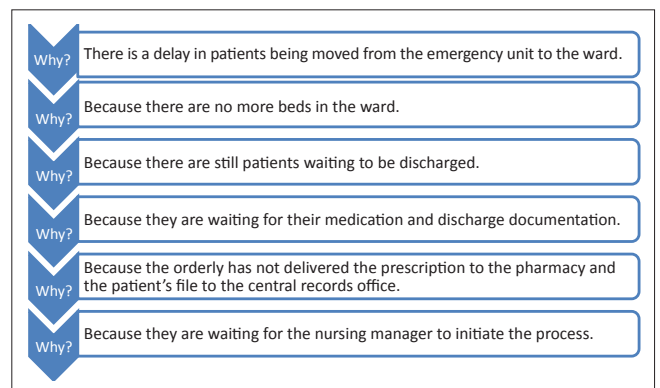 Why?
There is a delay in patients being moved from the emergency unit to the ward.
Why?
Because there are no more beds in the ward.
Why?
Because there are still patients waiting to be discharged.
Why?
Because they are waiting for their medication and discharge documentation.
Why?
Because the orderly has not delivered the prescription to the pharmacy and
the patient's file to the central records office.
Why?
Because they are waiting for the nursing manager to initiate the process.